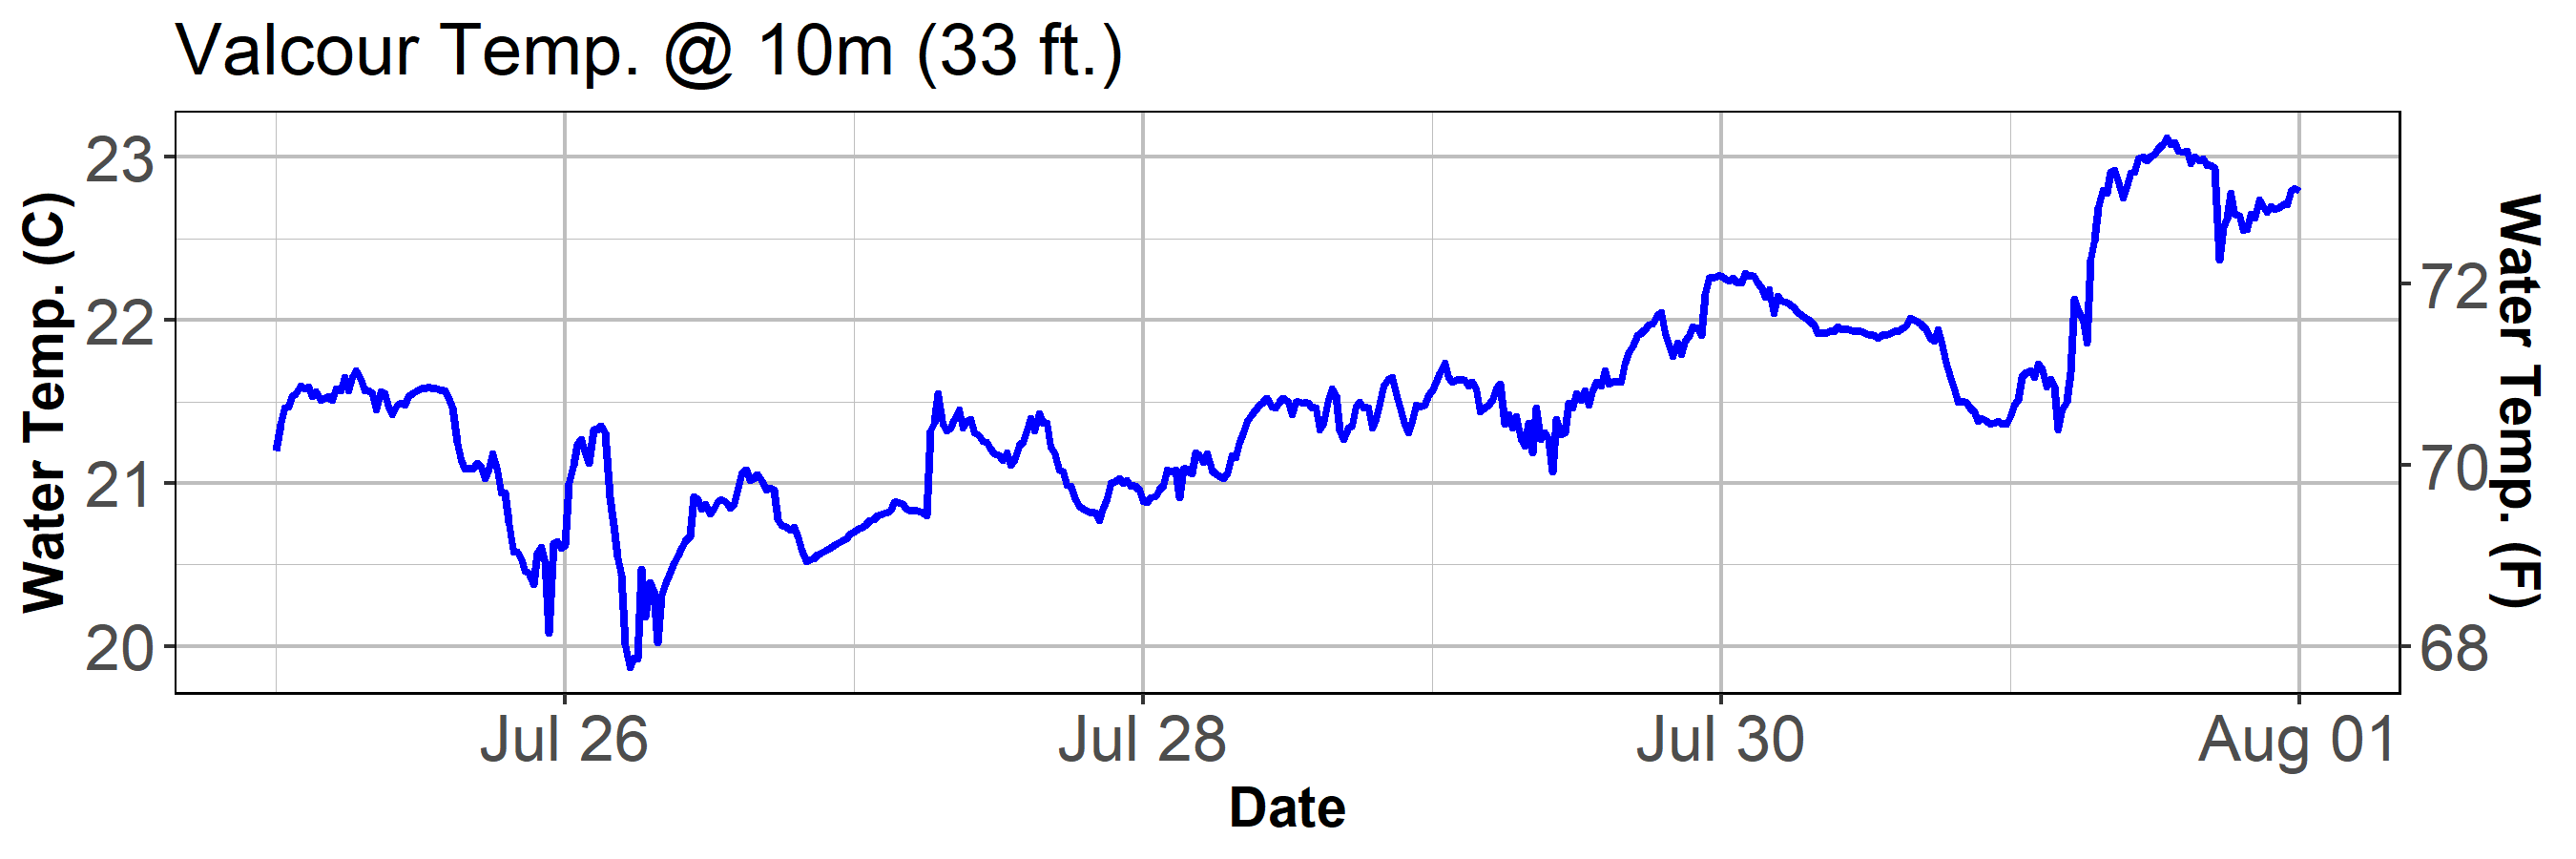 Valcour Temp. @ 10m (33 ft.)
Water Temp. (C)
23
22
21
20
Water Temp. (F)
72
70
68
Jul 26 Jul 28 Jul 30 Aug 01
Date